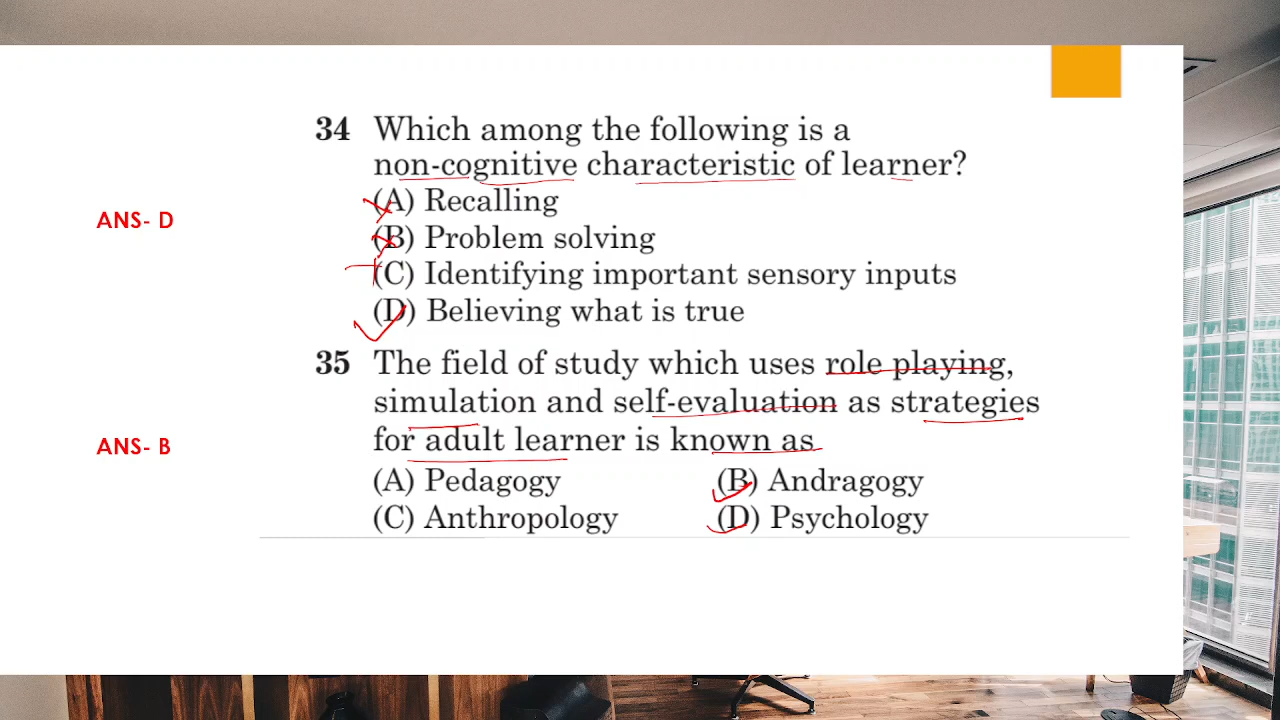 34 Which among the following is a
non-cognitive characteristic of learner?
(A) Recalling
ANS- D
(B) Problem solving
(C) Identifying important sensory inputs
(D) Believing what is true
35 The field of study which uses role playing,
simulation and self-evaluation as strategies
for adult learner is known as
ANS- B
(A) Pedagogy (B) Andragogy
(C) Anthropology (D) Psychology